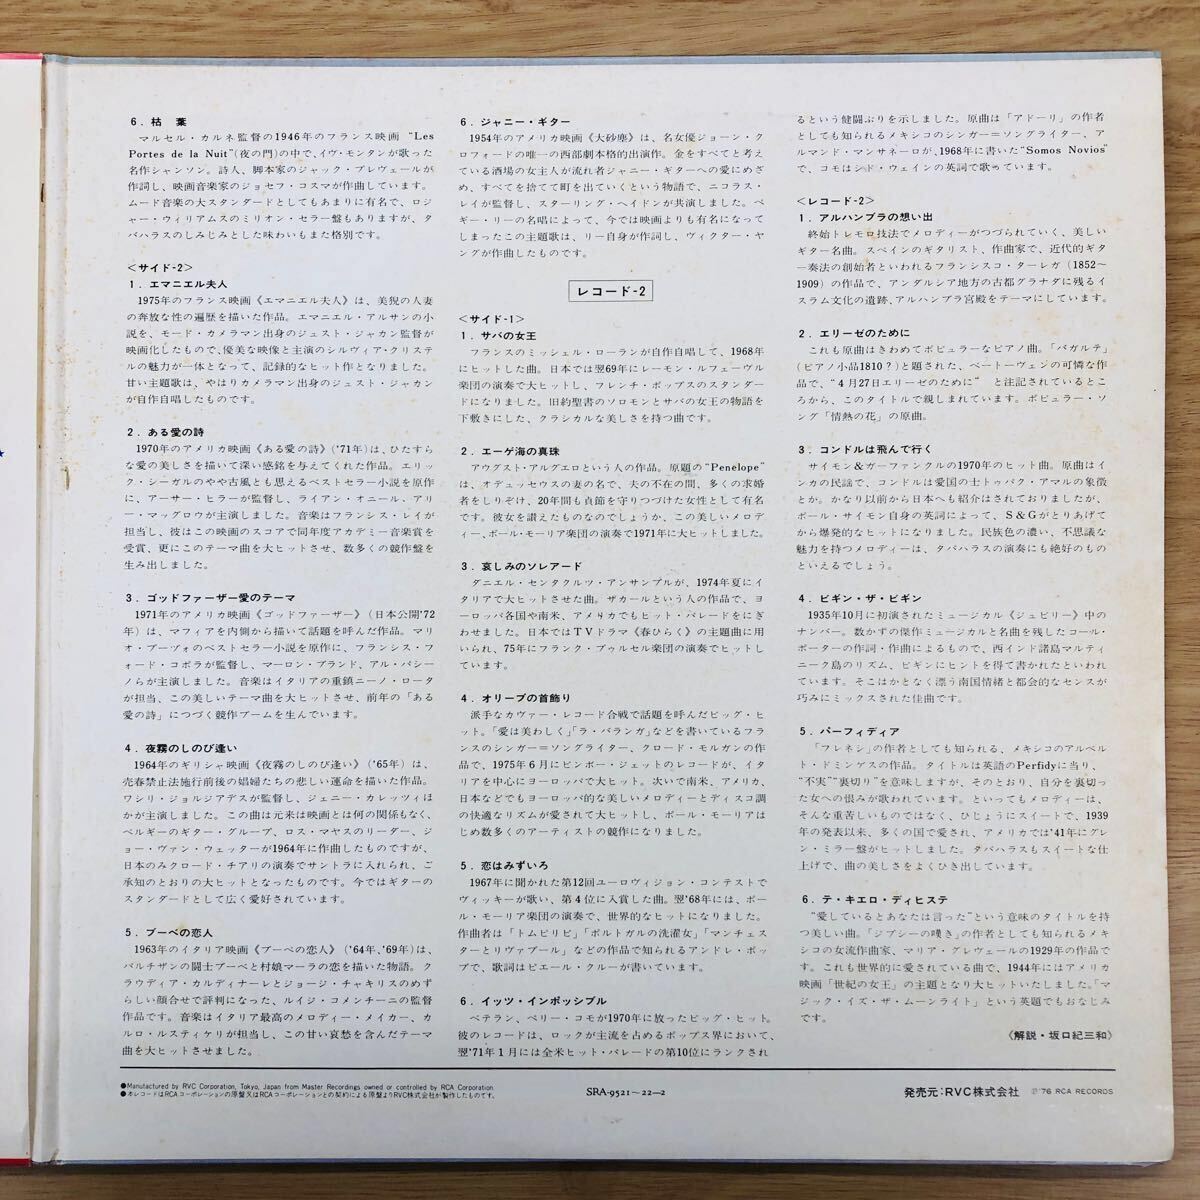 6．枯　葉
マルセル・カルネ監督の1946年のフランス映画 “Les
Portes de la Nuit”(夜の門)の中で、イヴ・モンタンが歌った
名作シャンソン。詩人、脚本家のジャック・プレヴェールが
作詞し、映画音楽家のジョセフ・コスマが作曲しています。
ムード音楽の大スタンダードとしてもあまりに有名で、ロジ
ャー・ウィリアムスのミリオン・セラー盤もありますが、タ
バハラスのしみじみとした味わいもまた格別です。
＜サイド-2＞
1．エマニエル夫人
1975年のフランス映画《エマニエル夫人》は、美貌の人妻
の奔放な性の遍歴を描いた作品。エマニエル・アルサンの小
説を、モード・カメラマン出身のジュスト・ジャカン監督が
映画化したもので、優美な映像と主演のシルヴィア・クリステ
ルの魅力が一体となって、記録的なヒット作となりました。
甘い主題歌は、やはりカメラマン出身のジュスト・ジャカン
が自作自唱したものです。
2．ある愛の詩
1970年のアメリカ映画《ある愛の詩》('71年)は、ひたすら
な愛の美しさを描いて深い感銘を与えてくれた作品。エリッ
ク・シーガルのやや古風とも思えるベストセラー小説を原作
に、アーサー・ヒラーが監督し、ライアン・オニール、アリ
ー・マッグロウが主演しました。音楽はフランシス・レイが
担当し、彼はこの映画のスコアで同年度アカデミー音楽賞を
受賞、更にこのテーマ曲を大ヒットさせ、数多くの競作盤を
生み出しました。
3．ゴッドファーザー愛のテーマ
1971年のアメリカ映画《ゴッドファーザー》(日本公開'72
年)は、マフィアを内側から描いて話題を呼んだ作品。マリ
オ・プーヅォのベストセラー小説を原作に、フランシス・フ
ォード・コポラが監督し、マーロン・ブランド、アル・パシー
ノらが主演しました。音楽はイタリアの重鎮ニーノ・ロータ
が担当、この美しいテーマ曲を大ヒットさせ、前年の「ある
愛の詩」につづく競作ブームを生んでいます。
4．夜霧のしのび逢い
1964年のギリシャ映画《夜霧のしのび逢い》('65年)は、
売春禁止法施行前後の娼婦たちの悲しい運命を描いた作品。
ワシリ・ジョルジアデスが監督し、ジェニー・カレッツィほ
かが主演しました。この曲は元来は映画とは何の関係もなく、
ベルギーのギター・グループ、ロス・マヤスのリーダー、ジ
ョー・ヴァン・ウェッターが1964年に作曲したものですが、
日本のみクロード・チアリの演奏でサントラに入れられ、ご
承知のとおりの大ヒットとなったものです。今ではギターの
スタンダードとして広く愛好されています。
5．ブーベの恋人
1963年のイタリア映画《ブーベの恋人》('64年、'69年)は、
パルチザンの闘士ブーベと村娘マーラの恋を描いた物語。ク
ラウディア・カルディナーレとジョージ・チャキリスのめず
らしい顔合せで評判になった、ルイジ・コメンチーニの監督
作品です。音楽はイタリア最高のメロディー・メイカー、カ
ルロ・ルスティケリが担当し、この甘い哀愁を含んだテーマ
曲を大ヒットさせました。
6．ジャニー・ギター
1954年のアメリカ映画《大砂塵》は、名女優ジョーン・ク
ロフォードの唯一の西部劇本格的出演作。金をすべてと考え
ている酒場の女主人が流れ者ジャニー・ギターへの愛にめざ
め、すべてを捨てて町を出ていくという物語で、ニコラス・
レイが監督し、スターリング・ヘイドンが共演しました。ペ
ギー・リーの名唱によって、今では映画よりも有名になって
しまったこの主題歌は、リー自身が作詞し、ヴィクター・ヤ
ングが作曲したものです。
レコード-2
＜サイド-1＞
1．サバの女王
フランスのミッシェル・ローランが自作自唱して、1968年
にヒットした曲。日本では翌69年にレーモン・ルフェーヴル
楽団の演奏で大ヒットし、フレンチ・ポップスのスタンダー
ドになりました。旧約聖書のソロモンとサバの女王の物語を
下敷きにした、クラシカルな美しさを持つ曲です。
2．エーゲ海の真珠
アウグスト・アルグエロという人の作品。原題の“Penelope”
は、オデュッセウスの妻の名で、夫の不在の間、多くの求婚
者をしりぞけ、20年間も貞節を守りつづけた女性として有名
です。彼女を讃えたものなのでしょうか、この美しいメロデ
ィー、ポール・モーリア楽団の演奏で1971年に大ヒットしました。
3．哀しみのソレアード
ダニエル・センタクルツ・アンサンブルが、1974年夏にイ
タリアで大ヒットさせた曲。ザカールという人の作品で、ヨ
ーロッパ各国や南米、アメリカでもヒット・パレードをにぎ
わせました。日本ではTVドラマ《春ひらく》の主題曲に用
いられ、75年にフランク・プゥルセル楽団の演奏でヒットし
ています。
4．オリーブの首飾り
派手なカヴァー・レコード合戦で話題を呼んだビッグ・ヒ
ット。「愛は美わしく」「ラ・バランガ」などを書いているフラ
ンスのシンガー＝ソングライター、クロード・モルガンの作
品で、1975年6月にビンボー・ジェットのレコードが、イタ
リアを中心にヨーロッパで大ヒット。次いで南米、アメリカ、
日本などでもヨーロッパ的な美しいメロディーとディスコ調
の快適なリズムが愛されて大ヒットし、ポール・モーリアは
じめ数多くのアーティストの競作になりました。
5．恋はみずいろ
1967年に開かれた第12回ユーロヴィジョン・コンテストで
ヴィッキーが歌い、第4位に入賞した曲。翌'68年には、ポー
ル・モーリア楽団の演奏で、世界的なヒットになりました。
作曲者は「トムピリビ」「ポルトガルの洗濯女」「マンチェス
ターとリヴァプール」などの作品で知られるアンドレ・ポッ
プで、歌詞はピエール・クルーが書いています。
6．イッツ・インポッシブル
ベテラン、ペリー・コモが1970年に放ったビッグ・ヒット。
彼のレコードは、ロックが主流を占めるポップス界において、
翌'71年1月には全米ヒット・パレードの第10位にランクされ
るという健闘ぶりを示しました。原曲は「アドーリ」の作者
としても知られるメキシコのシンガー＝ソングライター、ア
ルマンド・マンサネーロが、1968年に書いた“Somos Novios”
で、コモはシド・ウェインの英詞で歌っています。
＜レコード-2＞
1．アルハンブラの想い出
終始トレモロ技法でメロディーがつづられていく、美しい
ギター名曲。スペインのギタリスト、作曲家で、近代的ギタ
ー奏法の創始者といわれるフランシスコ・ターレガ (1852～
1909) の作品で、アンダルシア地方の古都グラナダに残るイ
スラム文化の遺跡、アルハンブラ宮殿をテーマにしています。
2．エリーゼのために
これも原曲はきわめてポピュラーなピアノ曲。「バガルテ」
(ピアノ小品1810？)と題された、ベートーヴェンの可憐な作
品で、“4月27日エリーゼのために” と注記されているとこ
ろから、このタイトルで親しまれています。ポピュラー・ソ
ング「情熱の花」の原曲。
3．コンドルは飛んで行く
サイモン＆ガーファンクルの1970年のヒット曲。原曲はイ
ンカの民謡で、コンドルは愛国の士トゥパク・アマルの象徴
とか。かなり以前から日本へも紹介はされておりましたが、
ポール・サイモン自身の英詞によって、S＆Gがとりあげて
から爆発的なヒットになりました。民族色の濃い、不思議な
魅力を持つメロディーは、タバハラスの演奏にも絶好のもの
といえるでしょう。
4．ビギン・ザ・ビギン
1935年10月に初演されたミュージカル《ジュビリー》中の
ナンバー。数かずの傑作ミュージカルと名曲を残したコール・
ポーターの作詞・作曲によるもので、西インド諸島マルティ
ニーク島のリズム、ビギンにヒントを得て書かれたといわれ
ています。そこはかとなく漂う南国情緒と都会的なセンスが
巧みにミックスされた佳曲です。
5．パーフィディア
「フレネシ」の作者としても知られる、メキシコのアルベル
ト・ドミンゲスの作品。タイトルは英語のPerfidyに当り、
“不実”“裏切り”を意味しますが、そのとおり、自分を裏切っ
た女への恨みが歌われています。といってもメロディーは、
そんな重苦しいものではなく、ひじょうにスイートで、1939
年の発表以来、多くの国で愛され、アメリカでは'41年にグレ
ン・ミラー盤がヒットしました。タバハラスもスイートな仕
上げで、曲の美しさをよくひき出しています。
6．テ・キエロ・ディヒステ
“愛しているとあなたは言った”という意味のタイトルを持
つ美しい曲。「ジプシーの嘆き」の作者としても知られるメキ
シコの女流作曲家、マリア・グレヴェールの1929年の作品で
す。これも世界的に愛されている曲で、1944年にはアメリカ
映画「世紀の女王」の主題となり大ヒットいたしました。「マ
ジック・イズ・ザ・ムーンライト」という英題でもおなじみ
です。
《解説・坂口紀三和》
●Manufactured by RVC Corporation, Tokyo, Japan from Master Recordings owned or controlled by RCA Corporation.
●本レコードはRCAコーポレーションの原盤又はRCAコーポレーションとの契約による原盤よりRVC株式会社が製作したものです。
SRA-9521～22—2
発売元：RVC株式会社
Ⓟ'76 RCA RECORDS